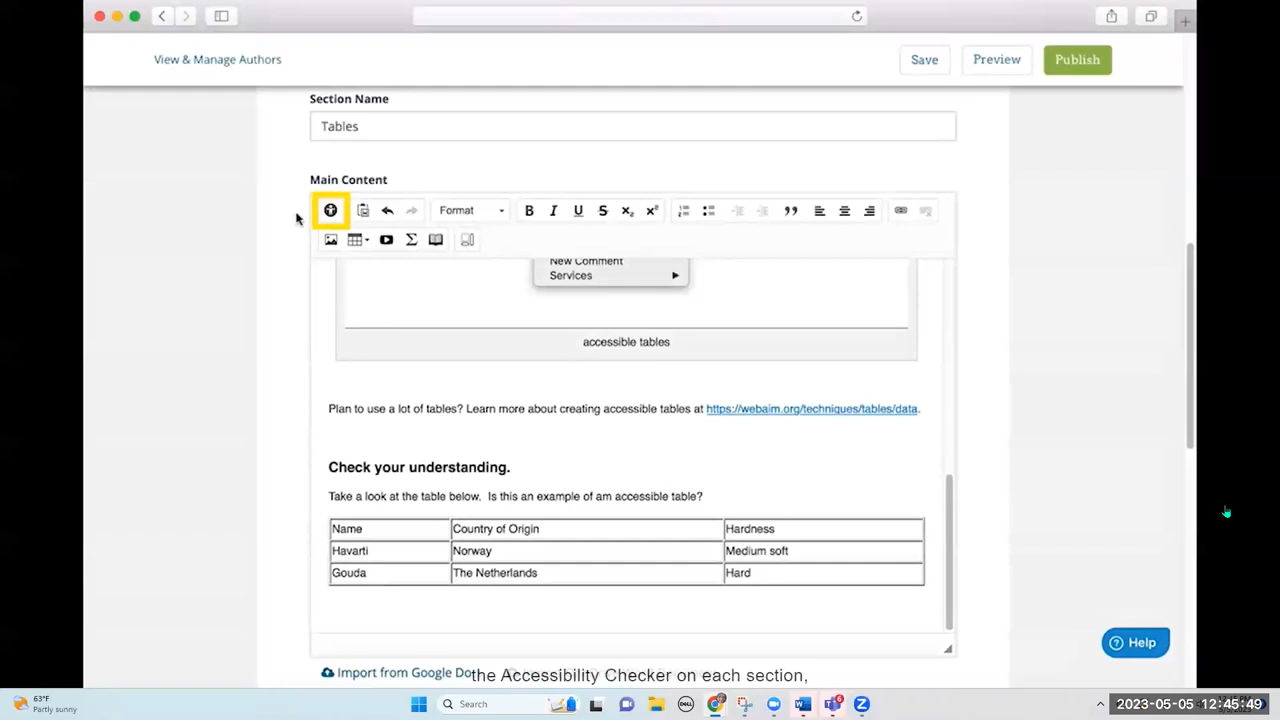 View & Manage Authors
Save
Preview
Publish
Section Name
Tables
Main Content
Format
B I U S x₂ x²
New Comment
Services
accessible tables
Plan to use a lot of tables? Learn more about creating accessible tables at https://webaim.org/techniques/tables/data.
Check your understanding.
Take a look at the table below. Is this an example of am accessible table?
Name Country of Origin Hardness
Havarti Norway Medium soft
Gouda The Netherlands Hard
Help
Import from Google Do
the Accessibility Checker on each section,
63°F
Partly sunny
Search
DELL
6
2023-05-05 12:45:49